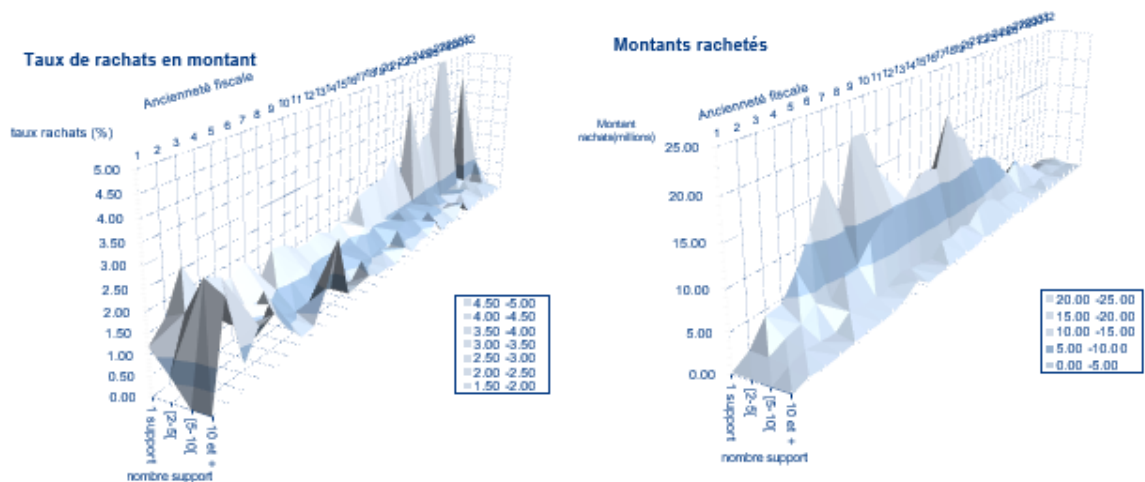 Taux de rachats en montant
Ancienneté fiscale
taux rachats (%)
1 2 3 4 5 6 7 8 9 10 11 12 13 14 15 16 17 18 19
5.00
4.50
4.00
3.50
3.00
2.50
2.00
1.50
1.00
0.50
0.00
1 support
[2-5[
[5-10[
10 et +
nombre support
4.50 -5.00
4.00 -4.50
3.50 -4.00
3.00 -3.50
2.50 -3.00
2.00 -2.50
1.50 -2.00
Montants rachetés
Ancienneté fiscale
Montant
rachats(millions)
1 2 3 4 5 6 7 8 9 10 11 12 13 14 15 16
25.00
20.00
15.00
10.00
5.00
0.00
1 support
[2-5[
[5-10[
10 et +
nombre support
20.00 -25.00
15.00 -20.00
10.00 -15.00
5.00 -10.00
0.00 -5.00